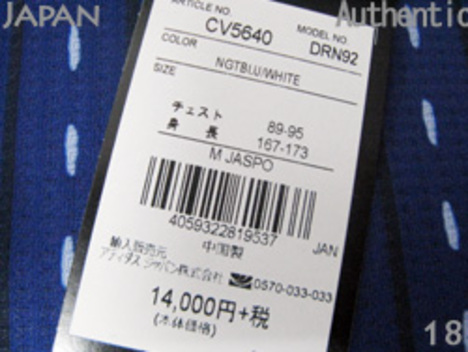 JAPAN
Authentic
ARTICLE NO.
MODEL NO
CV5640
DRN92
COLOR
NGTBLU/WHITE
SIZE
チェスト 89-95
身 長 167-173
M JASPO
4059322819537
JAN
中国製
輸入販売元
アディダス ジャパン株式会社 0570-033-033
14,000円+税
(本体価格)
18